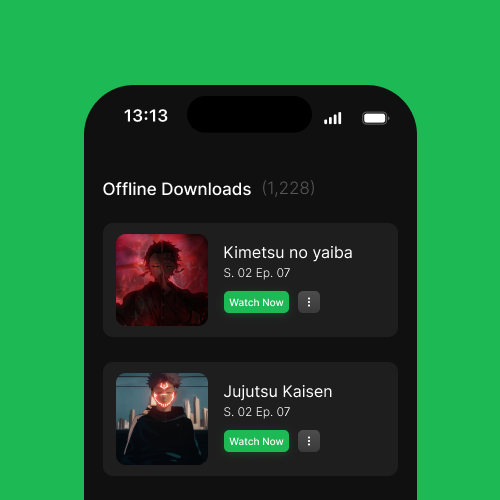 13:13
Offline Downloads (1,228)
Kimetsu no yaiba
S. 02 Ep. 07
Watch Now
Jujutsu Kaisen
S. 02 Ep. 07
Watch Now